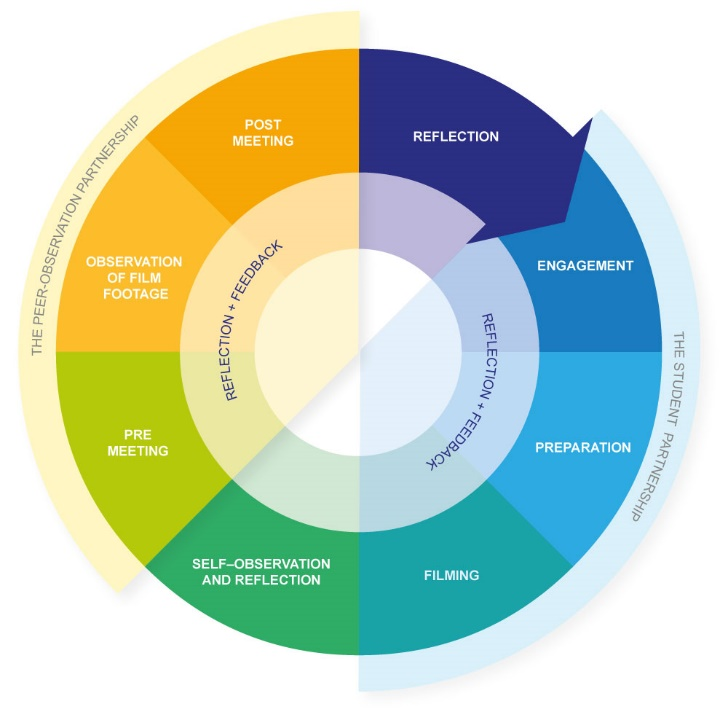 REFLECTION
ENGAGEMENT
PREPARATION
FILMING
SELF–OBSERVATION
AND REFLECTION
PRE
MEETING
OBSERVATION
OF FILM
FOOTAGE
POST
MEETING
THE PEER-OBSERVATION PARTNERSHIP
THE STUDENT PARTNERSHIP
REFLECTION + FEEDBACK
REFLECTION + FEEDBACK